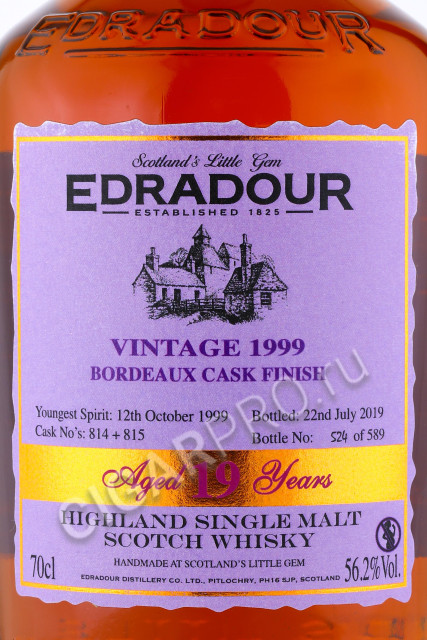 EDRADOUR
Scotland's Little Gem
EDRADOUR
ESTABLISHED 1825
VINTAGE 1999
BORDEAUX CASK FINISH
Youngest Spirit: 12th October 1999 Bottled: 22nd July 2019
Cask No's: 814 + 815 Bottle No: 524 of 589
Aged 19 Years
HIGHLAND SINGLE MALT
SCOTCH WHISKY
HANDMADE AT SCOTLAND'S LITTLE GEM
70cl 56.2%Vol.
EDRADOUR DISTILLERY CO. LTD., PITLOCHRY, PH16 5JP, SCOTLAND
CIGARPRO.RU